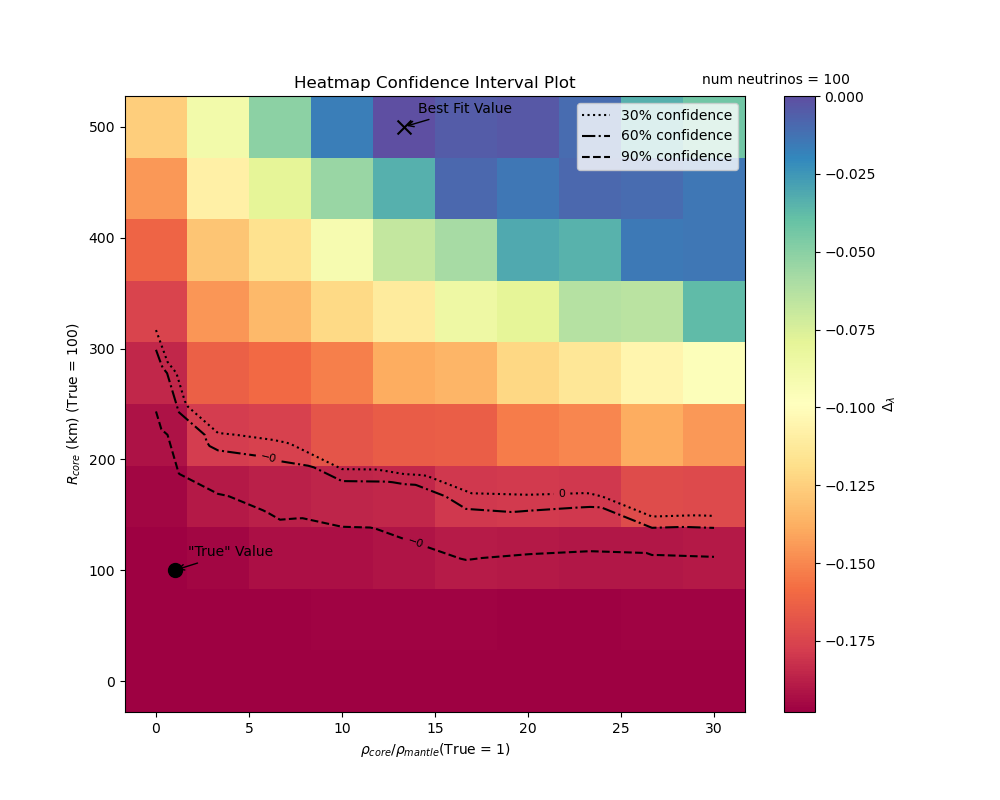 num neutrinos = 100
Heatmap Confidence Interval Plot
Best Fit Value
30% confidence
60% confidence
90% confidence
"True" Value
~0
0
~0
500
400
300
200
100
0
R_core (km) (True = 100)
0 5 10 15 20 25 30
ρ_core/ρ_mantle(True = 1)
0.000
−0.025
−0.050
−0.075
−0.100
−0.125
−0.150
−0.175
Δ_λ